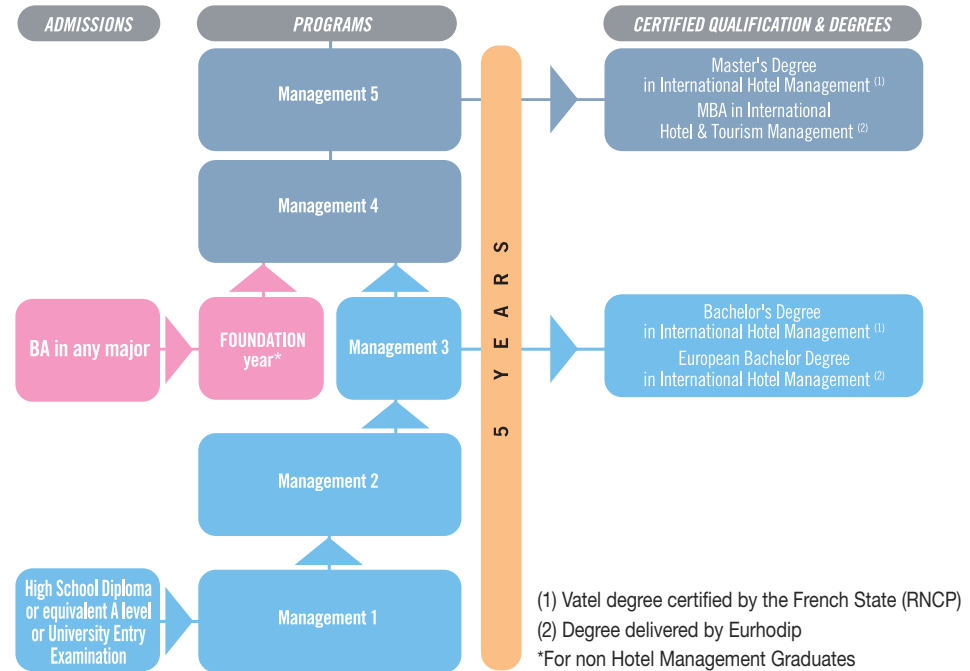 ADMISSIONS
PROGRAMS
CERTIFIED QUALIFICATION & DEGREES
Management 5
Master's Degree
in International Hotel Management (1)
MBA in International
Hotel & Tourism Management (2)
Management 4
5 YEARS
BA in any major
FOUNDATION
year*
Management 3
Bachelor's Degree
in International Hotel Management (1)
European Bachelor Degree
in International Hotel Management (2)
Management 2
High School Diploma
or equivalent A level
or University Entry
Examination
Management 1
(1) Vatel degree certified by the French State (RNCP)
(2) Degree delivered by Eurhodip
*For non Hotel Management Graduates